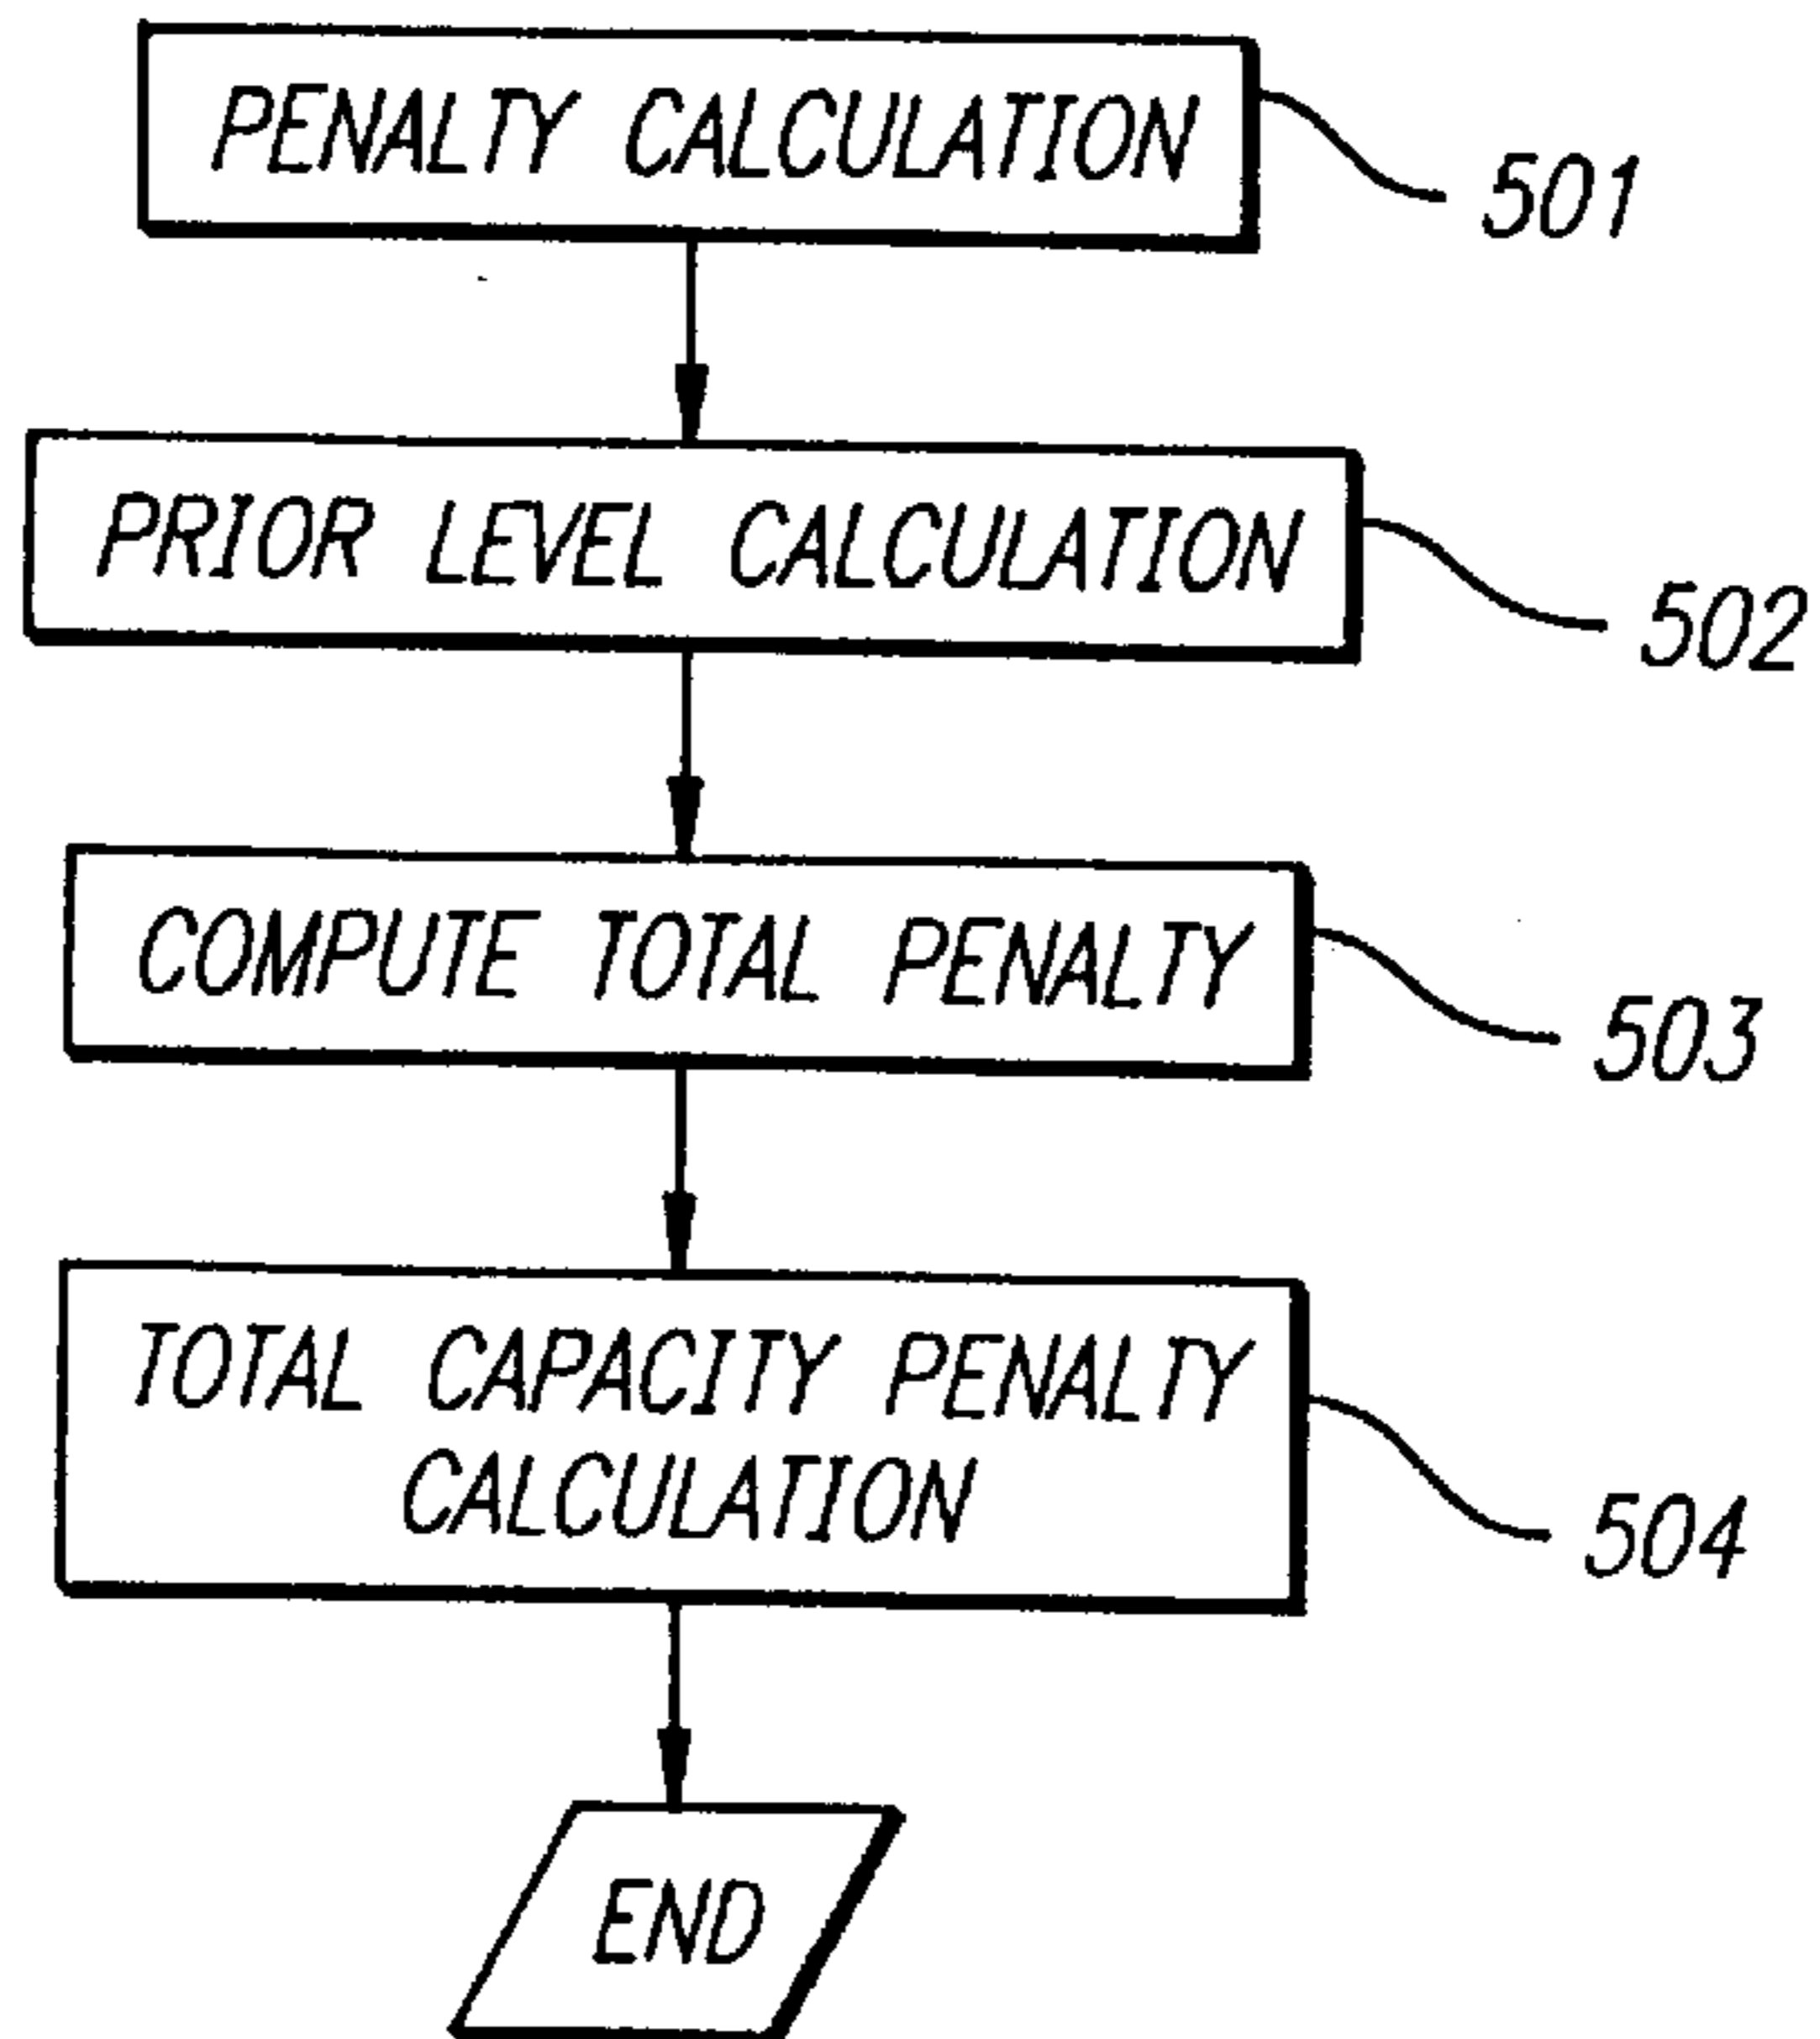 PENALTY CALCULATION
501
PRIOR LEVEL CALCULATION
502
COMPUTE TOTAL PENALTY
503
TOTAL CAPACITY PENALTY
CALCULATION
504
END